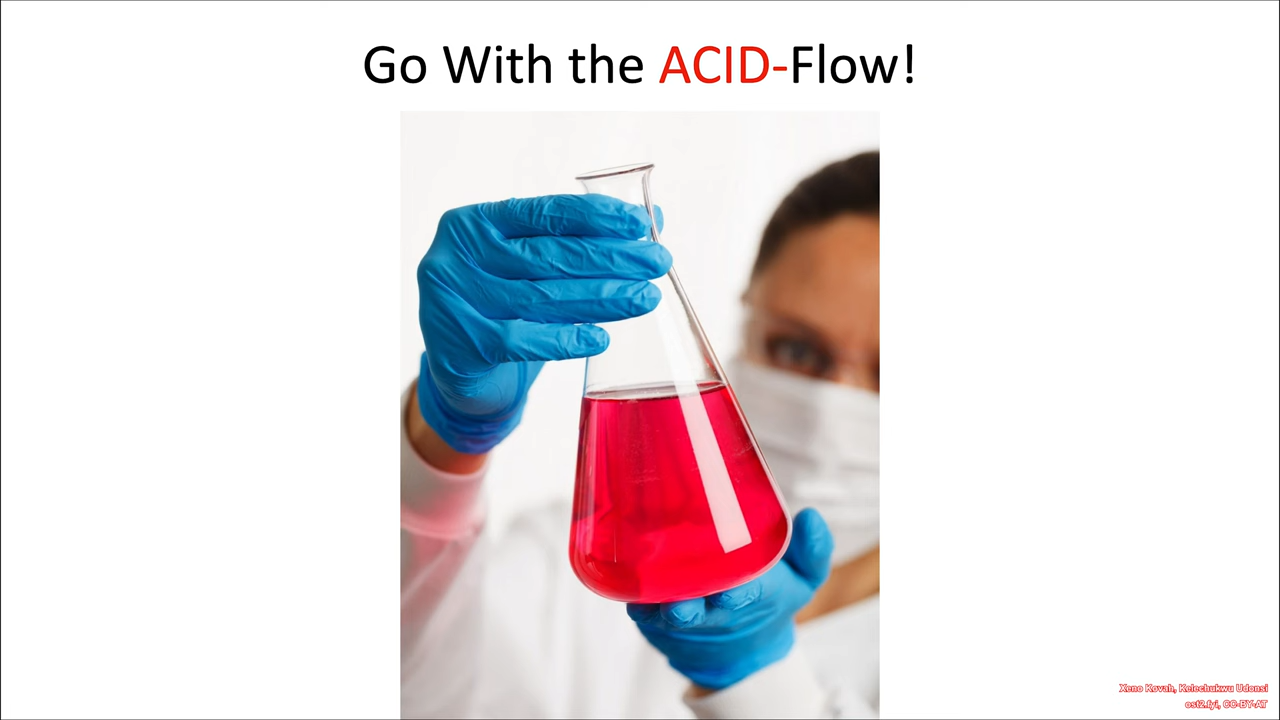 Go With the ACID-Flow!
Xeno Kovah, Kelechukwu Udonsi
ost2.fyi, CC-BY-AT